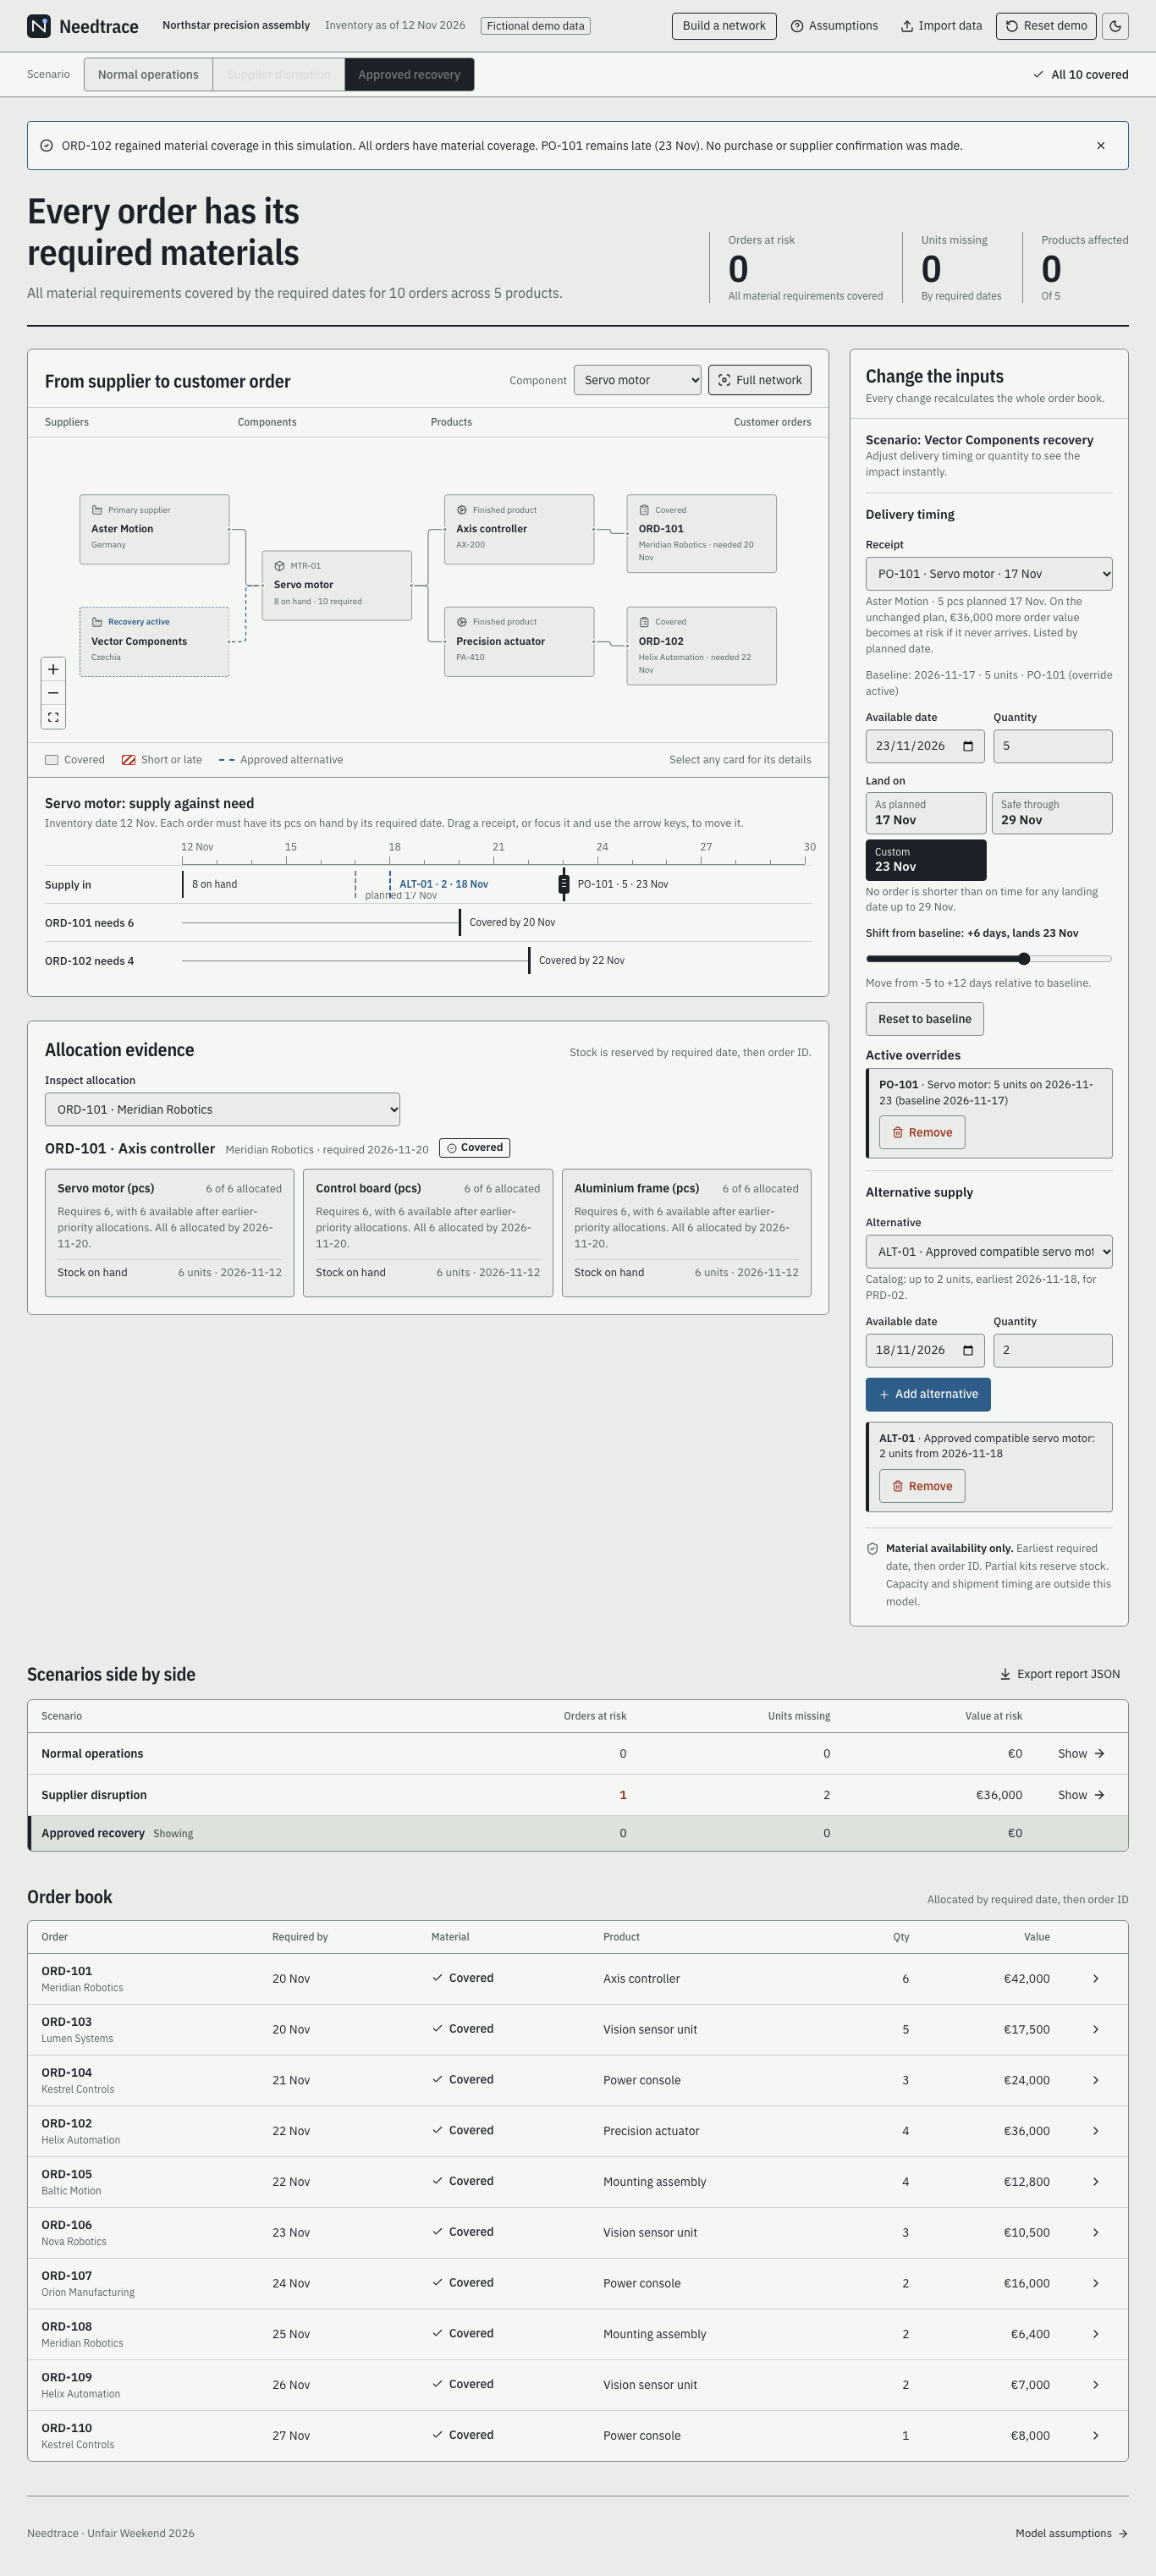 Needtrace
Northstar precision assembly
Inventory as of 12 Nov 2026
Fictional demo data
Build a network
Assumptions
Import data
Reset demo
Scenario
Normal operations
Supplier disruption
Approved recovery
All 10 covered
ORD-102 regained material coverage in this simulation. All orders have material coverage. PO-101 remains late (23 Nov). No purchase or supplier confirmation was made.
Every order has its
required materials
All material requirements covered by the required dates for 10 orders across 5 products.
Orders at risk
0
All material requirements covered
Units missing
0
By required dates
Products affected
0
Of 5
From supplier to customer order
Component
Servo motor
Full network
Suppliers
Components
Products
Customer orders
Primary supplier
Aster Motion
Germany
Recovery active
Vector Components
Czechia
MTR-01
Servo motor
8 on hand · 10 required
Finished product
Axis controller
AX-200
Finished product
Precision actuator
PA-410
Covered
ORD-101
Meridian Robotics · needed 20
Nov
Covered
ORD-102
Helix Automation · needed 22
Nov
Covered
Short or late
Approved alternative
Select any card for its details
Servo motor: supply against need
Inventory date 12 Nov. Each order must have its pcs on hand by its required date. Drag a receipt, or focus it and use the arrow keys, to move it.
12 Nov
15
18
21
24
27
30
Supply in
8 on hand
planned 17 Nov
ALT-01 · 2 · 18 Nov
PO-101 · 5 · 23 Nov
ORD-101 needs 6
Covered by 20 Nov
ORD-102 needs 4
Covered by 22 Nov
Allocation evidence
Stock is reserved by required date, then order ID.
Inspect allocation
ORD-101 · Meridian Robotics
ORD-101 · Axis controller
Meridian Robotics · required 2026-11-20
Covered
Servo motor (pcs)
6 of 6 allocated
Requires 6, with 6 available after earlier-
priority allocations. All 6 allocated by 2026-
11-20.
Stock on hand
6 units · 2026-11-12
Control board (pcs)
6 of 6 allocated
Requires 6, with 6 available after earlier-
priority allocations. All 6 allocated by 2026-
11-20.
Stock on hand
6 units · 2026-11-12
Aluminium frame (pcs)
6 of 6 allocated
Requires 6, with 6 available after earlier-
priority allocations. All 6 allocated by 2026-
11-20.
Stock on hand
6 units · 2026-11-12
Change the inputs
Every change recalculates the whole order book.
Scenario: Vector Components recovery
Adjust delivery timing or quantity to see the
impact instantly.
Delivery timing
Receipt
PO-101 · Servo motor · 17 Nov
Aster Motion · 5 pcs planned 17 Nov. On the
unchanged plan, €36,000 more order value
becomes at risk if it never arrives. Listed by
planned date.
Baseline: 2026-11-17 · 5 units · PO-101 (override
active)
Available date
Quantity
23/11/2026
5
Land on
As planned
17 Nov
Safe through
29 Nov
Custom
23 Nov
No order is shorter than on time for any landing
date up to 29 Nov.
Shift from baseline: +6 days, lands 23 Nov
Move from -5 to +12 days relative to baseline.
Reset to baseline
Active overrides
PO-101 · Servo motor: 5 units on 2026-11-
23 (baseline 2026-11-17)
Remove
Alternative supply
Alternative
ALT-01 · Approved compatible servo mot
Catalog: up to 2 units, earliest 2026-11-18, for
PRD-02.
Available date
Quantity
18/11/2026
2
Add alternative
ALT-01 · Approved compatible servo motor:
2 units from 2026-11-18
Remove
Material availability only. Earliest required
date, then order ID. Partial kits reserve stock.
Capacity and shipment timing are outside this
model.
Scenarios side by side
Export report JSON
Scenario
Orders at risk
Units missing
Value at risk
Normal operations
0
0
€0
Show
Supplier disruption
1
2
€36,000
Show
Approved recovery
Showing
0
0
€0
Order book
Allocated by required date, then order ID
Order
Required by
Material
Product
Qty
Value
ORD-101
Meridian Robotics
20 Nov
Covered
Axis controller
6
€42,000
ORD-103
Lumen Systems
20 Nov
Covered
Vision sensor unit
5
€17,500
ORD-104
Kestrel Controls
21 Nov
Covered
Power console
3
€24,000
ORD-102
Helix Automation
22 Nov
Covered
Precision actuator
4
€36,000
ORD-105
Baltic Motion
22 Nov
Covered
Mounting assembly
4
€12,800
ORD-106
Nova Robotics
23 Nov
Covered
Vision sensor unit
3
€10,500
ORD-107
Orion Manufacturing
24 Nov
Covered
Power console
2
€16,000
ORD-108
Meridian Robotics
25 Nov
Covered
Mounting assembly
2
€6,400
ORD-109
Helix Automation
26 Nov
Covered
Vision sensor unit
2
€7,000
ORD-110
Kestrel Controls
27 Nov
Covered
Power console
1
€8,000
Needtrace · Unfair Weekend 2026
Model assumptions